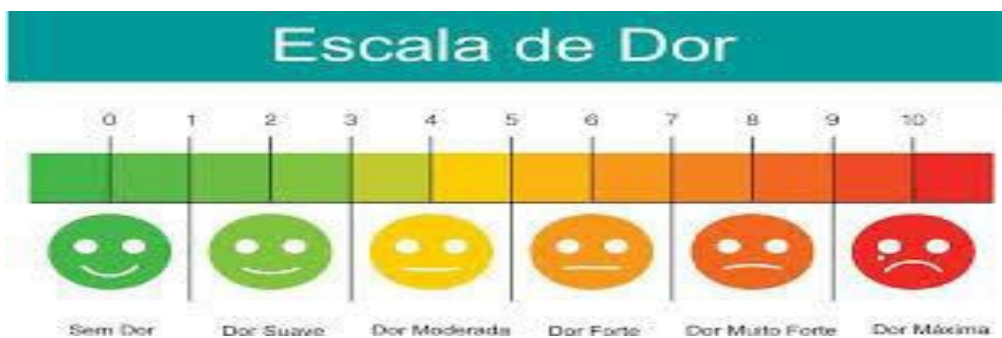 Escala de Dor
0 1 2 3 4 5 6 7 8 9 10
Sem Dor Dor Suave Dor Moderada Dor Forte Dor Muito Forte Dor Máxima